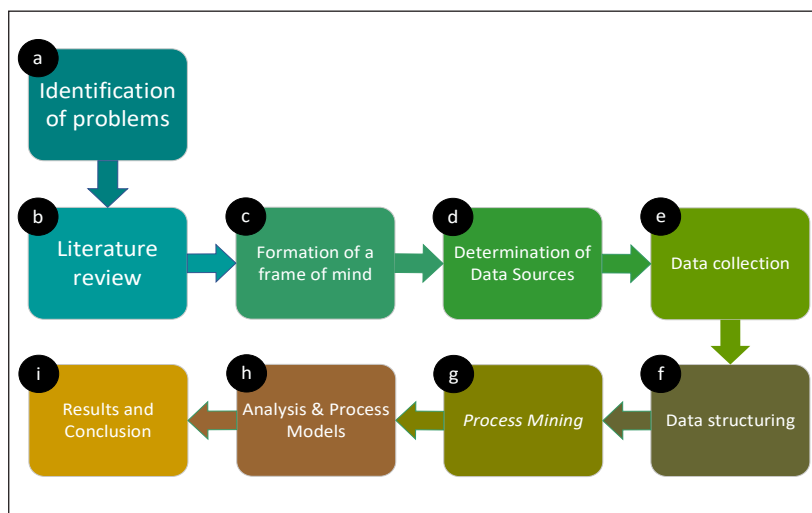 a
Identification
of problems
b
Literature
review
c
Formation of a
frame of mind
d
Determination of
Data Sources
e
Data collection
f
Data structuring
g
Process Mining
h
Analysis & Process
Models
i
Results and
Conclusion